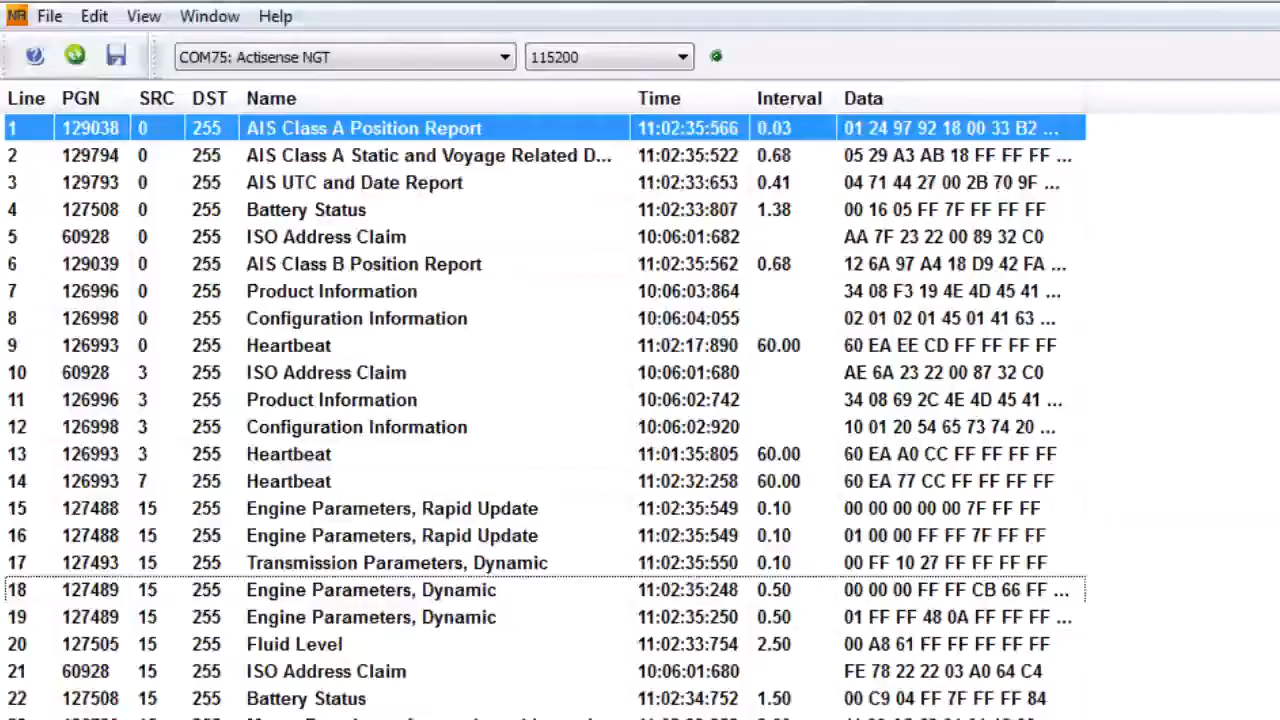 NR File Edit View Window Help
COM75: Actisense NGT 115200
Line PGN SRC DST Name Time Interval Data
1 129038 0 255 AIS Class A Position Report 11:02:35:566 0.03 01 24 97 92 18 00 33 B2 ...
2 129794 0 255 AIS Class A Static and Voyage Related D... 11:02:35:522 0.68 05 29 A3 AB 18 FF FF FF ...
3 129793 0 255 AIS UTC and Date Report 11:02:33:653 0.41 04 71 44 27 00 2B 70 9F ...
4 127508 0 255 Battery Status 11:02:33:807 1.38 00 16 05 FF 7F FF FF FF
5 60928 0 255 ISO Address Claim 10:06:01:682 AA 7F 23 22 00 89 32 C0
6 129039 0 255 AIS Class B Position Report 11:02:35:562 0.68 12 6A 97 A4 18 D9 42 FA ...
7 126996 0 255 Product Information 10:06:03:864 34 08 F3 19 4E 4D 45 41 ...
8 126998 0 255 Configuration Information 10:06:04:055 02 01 02 01 45 01 41 63 ...
9 126993 0 255 Heartbeat 11:02:17:890 60.00 60 EA EE CD FF FF FF FF
10 60928 3 255 ISO Address Claim 10:06:01:680 AE 6A 23 22 00 87 32 C0
11 126996 3 255 Product Information 10:06:02:742 34 08 69 2C 4E 4D 45 41 ...
12 126998 3 255 Configuration Information 10:06:02:920 10 01 20 54 65 73 74 20 ...
13 126993 3 255 Heartbeat 11:01:35:805 60.00 60 EA A0 CC FF FF FF FF
14 126993 7 255 Heartbeat 11:02:32:258 60.00 60 EA 77 CC FF FF FF FF
15 127488 15 255 Engine Parameters, Rapid Update 11:02:35:549 0.10 00 00 00 00 00 7F FF FF
16 127488 15 255 Engine Parameters, Rapid Update 11:02:35:549 0.10 01 00 00 FF FF 7F FF FF
17 127493 15 255 Transmission Parameters, Dynamic 11:02:35:550 0.10 00 FF 10 27 FF FF FF FF
18 127489 15 255 Engine Parameters, Dynamic 11:02:35:248 0.50 00 00 00 FF FF CB 66 FF ...
19 127489 15 255 Engine Parameters, Dynamic 11:02:35:250 0.50 01 FF FF 48 0A FF FF FF ...
20 127505 15 255 Fluid Level 11:02:33:754 2.50 00 A8 61 FF FF FF FF FF
21 60928 15 255 ISO Address Claim 10:06:01:680 FE 78 22 22 03 A0 64 C4
22 127508 15 255 Battery Status 11:02:34:752 1.50 00 C9 04 FF 7F FF FF 84